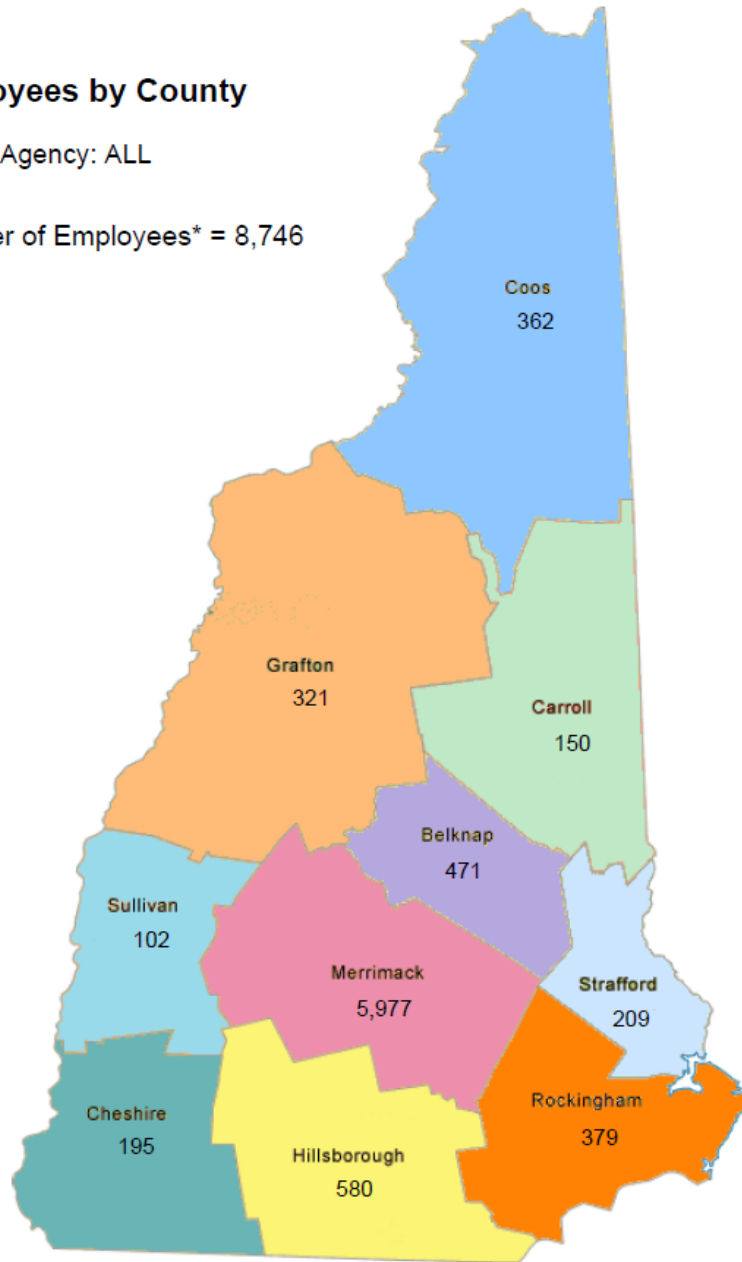 oyees by County
Agency: ALL
er of Employees* = 8,746
Coos
362
Grafton
321
Carroll
150
Belknap
471
Sullivan
102
Merrimack
5,977
Strafford
209
Rockingham
379
Cheshire
195
Hillsborough
580